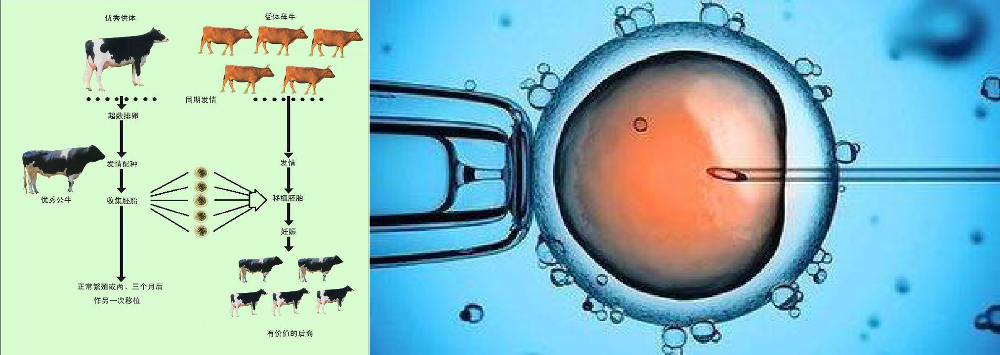 优秀供体
受体母牛
同期发情
超数排卵
发情配种
发情
优秀公牛
收集胚胎
移植胚胎
妊娠
正常繁殖或两、三个月后
作另一次移植
有价值的后裔